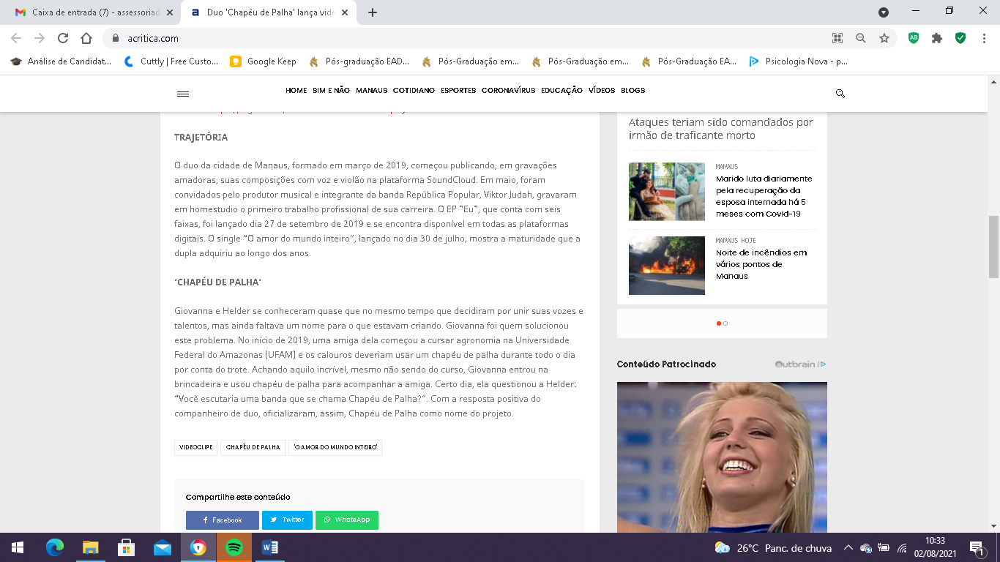 Caixa de entrada (7) - assessoriad
Duo 'Chapéu de Palha' lança vide
acritica.com
Análise de Candidat...
Cuttly | Free Custo...
Google Keep
Pós-graduação EAD...
Pós-Graduação em...
Pós-Graduação em...
Pós-Graduação EA...
Psicologia Nova - p...
HOME SIM E NÃO MANAUS COTIDIANO ESPORTES CORONAVÍRUS EDUCAÇÃO VÍDEOS BLOGS
TRAJETÓRIA
O duo da cidade de Manaus, formado em março de 2019, começou publicando, em gravações
amadoras, suas composições com voz e violão na plataforma SoundCloud. Em maio, foram
convidados pelo produtor musical e integrante da banda República Popular, Viktor Judah, gravaram
em homestudio o primeiro trabalho profissional de sua carreira. O EP "Eu", que conta com seis
faixas, foi lançado dia 27 de setembro de 2019 e se encontra disponível em todas as plataformas
digitais. O single “O amor do mundo inteiro”, lançado no dia 30 de julho, mostra a maturidade que a
dupla adquiriu ao longo dos anos.
‘CHAPÉU DE PALHA’
Giovanna e Helder se conheceram quase que no mesmo tempo que decidiram por unir suas vozes e
talentos, mas ainda faltava um nome para o que estavam criando. Giovanna foi quem solucionou
este problema. No início de 2019, uma amiga dela começou a cursar agronomia na Universidade
Federal do Amazonas (UFAM) e os calouros deveriam usar um chapéu de palha durante todo o dia
por conta do trote. Achando aquilo incrível, mesmo não sendo do curso, Giovanna entrou na
brincadeira e usou chapéu de palha para acompanhar a amiga. Certo dia, ela questionou a Helder:
“Você escutaria uma banda que se chama Chapéu de Palha?”. Com a resposta positiva do
companheiro de duo, oficializaram, assim, Chapéu de Palha como nome do projeto.
VIDEOCLIPE
CHAPÉU DE PALHA
'O AMOR DO MUNDO INTEIRO'
Compartilhe este conteúdo
Facebook
Twitter
WhatsApp
Ataques teriam sido comandados por
irmão de traficante morto
MANAUS
Marido luta diariamente
pela recuperação da
esposa internada há 5
meses com Covid-19
MANAUS HOJE
Noite de incêndios em
vários pontos de
Manaus
Conteúdo Patrocinado
Outbrain
26°C Panc. de chuva
10:33
02/08/2021
1